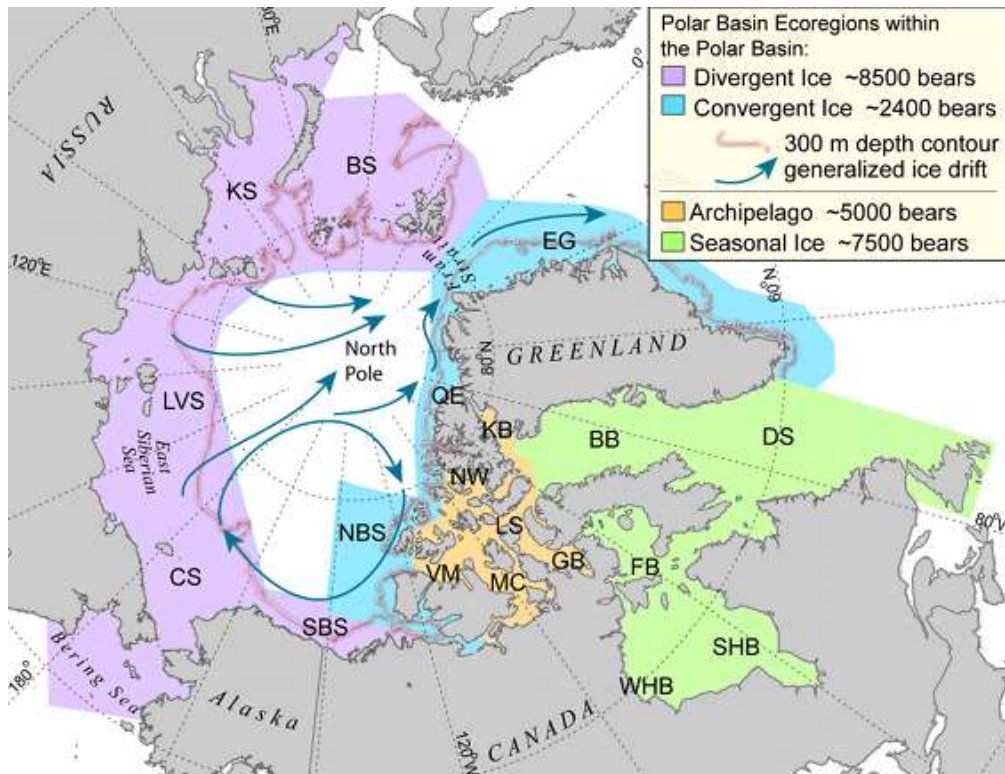 Polar Basin Ecoregions within
the Polar Basin:
Divergent Ice ~8500 bears
Convergent Ice ~2400 bears
300 m depth contour
generalized ice drift
Archipelago ~5000 bears
Seasonal Ice ~7500 bears
0°
RUSSIA
BS
KS
EG
Fram
Strait
120°E
60°N
North
Pole
GREENLAND
80°N
LVS
QE
East
Siberian
Sea
KB
BB
DS
NW
LS
NBS
GB
FB
CS
VM
MC
SBS
SHB
WHB
Bering Sea
180°
Alaska
120°W
CANADA